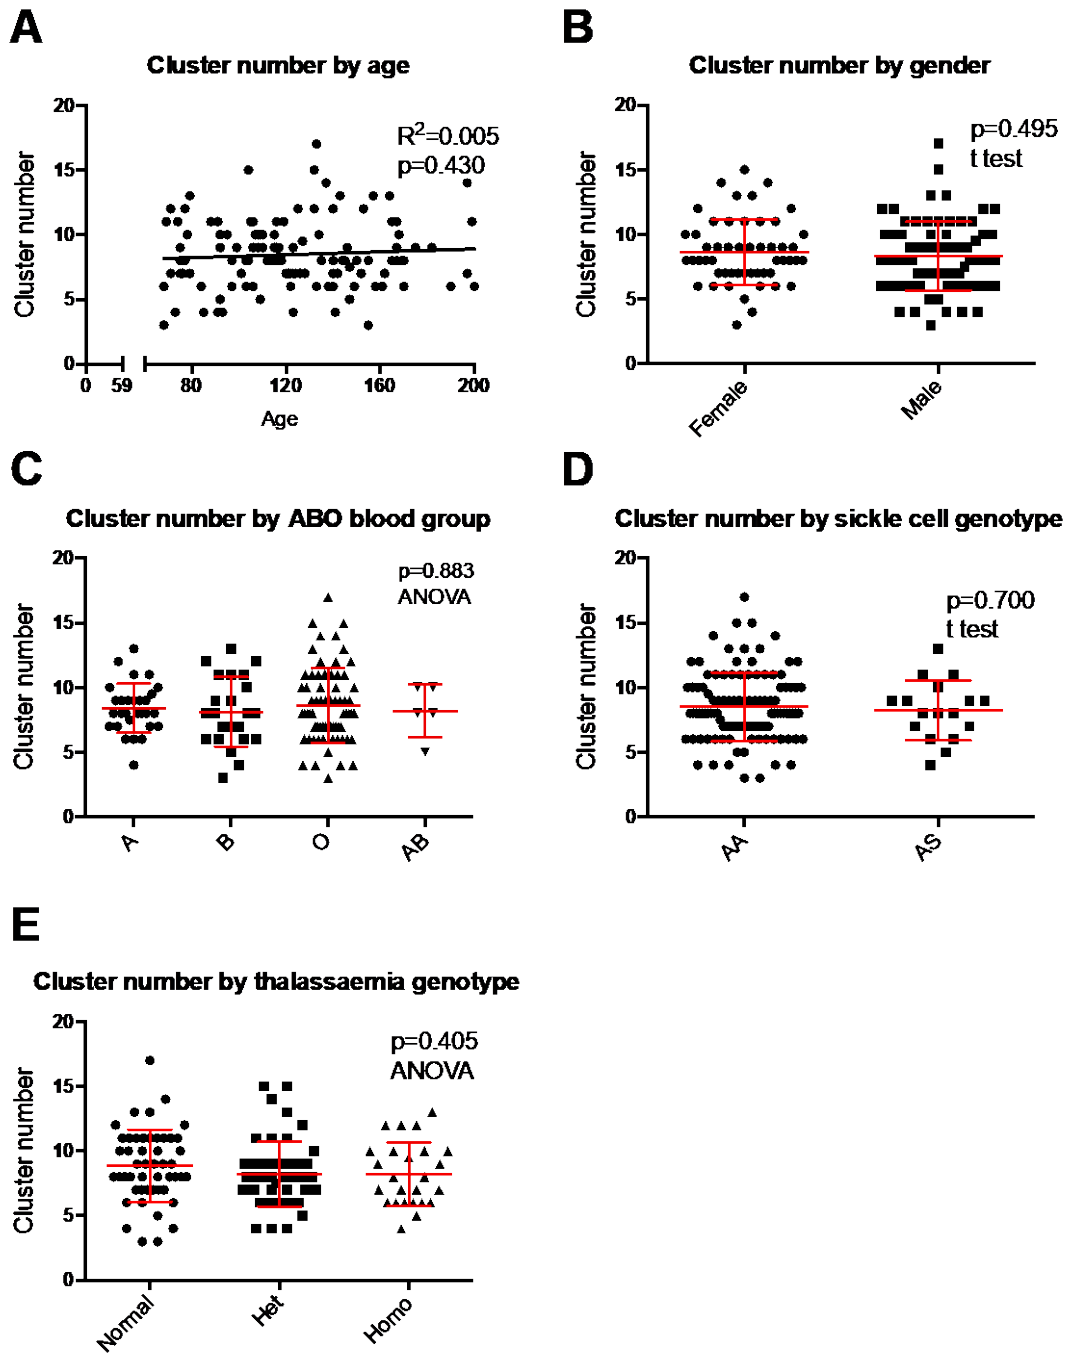 A
Cluster number by age
Cluster number
20
15
10
5
0
R²=0.005
p=0.430
0 59 80 120 160 200
Age
B
Cluster number by gender
Cluster number
20
15
10
5
0
p=0.495
t test
Female Male
C
Cluster number by ABO blood group
Cluster number
20
15
10
5
0
p=0.883
ANOVA
A B O AB
D
Cluster number by sickle cell genotype
Cluster number
20
15
10
5
0
p=0.700
t test
AA AS
E
Cluster number by thalassaemia genotype
Cluster number
20
15
10
5
0
p=0.405
ANOVA
Normal Het Homo